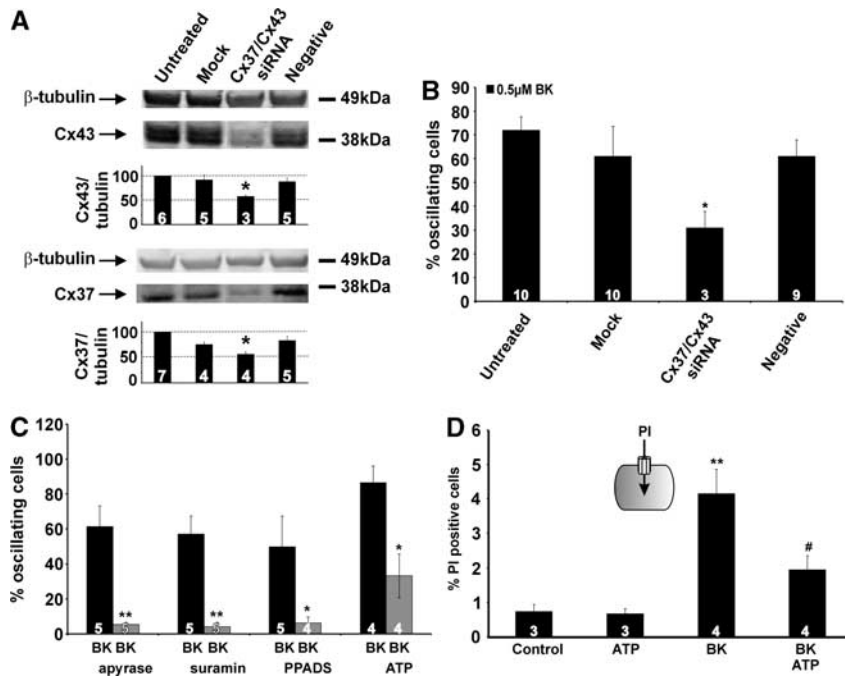 A
Untreated
Mock
Cx37/Cx43 siRNA
Negative
β-tubulin
49kDa
Cx43
38kDa
Cx43/ tubulin
100
50
0
6
5
3
5
β-tubulin
49kDa
38kDa
Cx37
Cx37/ tubulin
100
50
0
7
4
4
5
*
*
B
0.5µM BK
% oscillating cells
80
70
60
50
40
30
20
10
0
*
10
10
3
9
Untreated
Mock
Cx37/Cx43
siRNA
Negative
C
% oscillating cells
120
100
80
60
40
20
0
**
**
*
*
5
5
5
5
5
4
4
4
BK BK BK BK BK BK BK BK
apyrase suramin PPADS ATP
D
% PI positive cells
6
5
4
3
2
1
0
PI
**
#
3
3
4
4
Control ATP BK BK
ATP